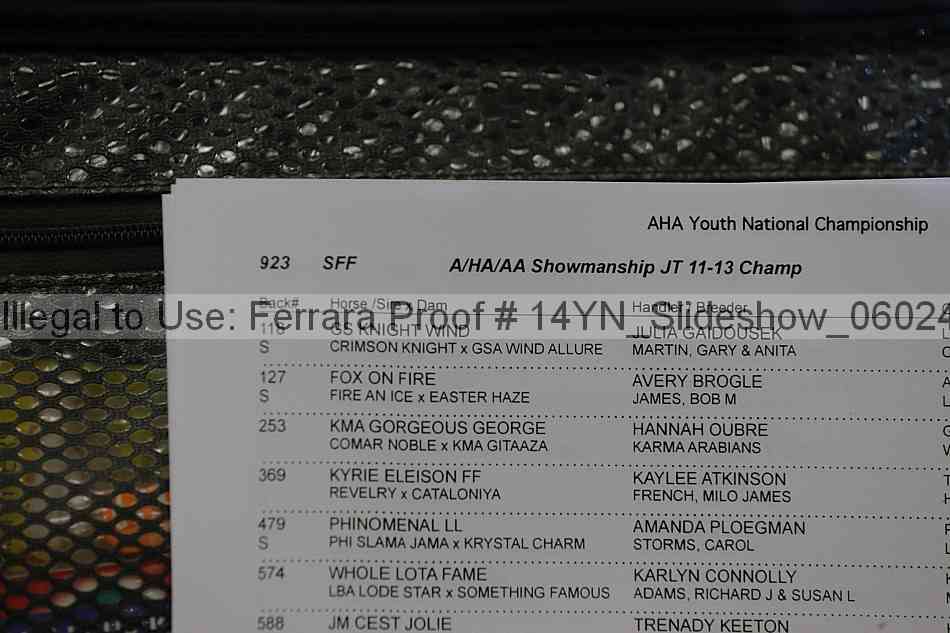 AHA Youth National Championship
923 SFF A/HA/AA Showmanship JT 11-13 Champ
Back# Horse /Sire x Dam Handler / Breeder
Illegal to Use: Ferrara Proof # 14YN_Slideshow_0602
118 GS KNIGHT WIND JULIA GAIDOUSEK
S CRIMSON KNIGHT x GSA WIND ALLURE MARTIN, GARY & ANITA
127 FOX ON FIRE AVERY BROGLE
S FIRE AN ICE x EASTER HAZE JAMES, BOB M
253 KMA GORGEOUS GEORGE HANNAH OUBRE
COMAR NOBLE x KMA GITAAZA KARMA ARABIANS
369 KYRIE ELEISON FF KAYLEE ATKINSON
REVELRY x CATALONIYA FRENCH, MILO JAMES
479 PHINOMENAL LL AMANDA PLOEGMAN
S PHI SLAMA JAMA x KRYSTAL CHARM STORMS, CAROL
574 WHOLE LOTA FAME KARLYN CONNOLLY
LBA LODE STAR x SOMETHING FAMOUS ADAMS, RICHARD J & SUSAN L
588 JM CEST JOLIE TRENADY KEETON